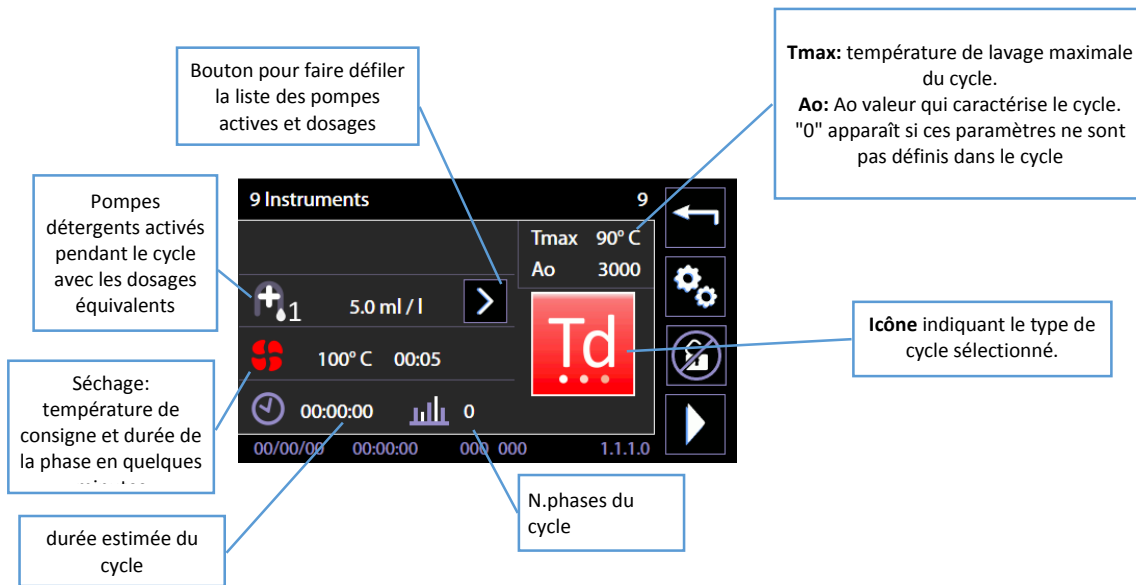 Bouton pour faire défiler
la liste des pompes
actives et dosages
Tmax: température de lavage maximale
du cycle.
Ao: Ao valeur qui caractérise le cycle.
"0" apparaît si ces paramètres ne sont
pas définis dans le cycle
Pompes
détergents activés
pendant le cycle
avec les dosages
équivalents
9 Instruments
9
Tmax 90° C
Ao 3000
1
5.0 ml / l
Td
100° C 00:05
00:00:00
0
00/00/00 00:00:00 000 000 1.1.1.0
Icône indiquant le type de
cycle sélectionné.
Séchage:
température de
consigne et durée de
la phase en quelques
N.phases du
cycle
durée estimée du
cycle